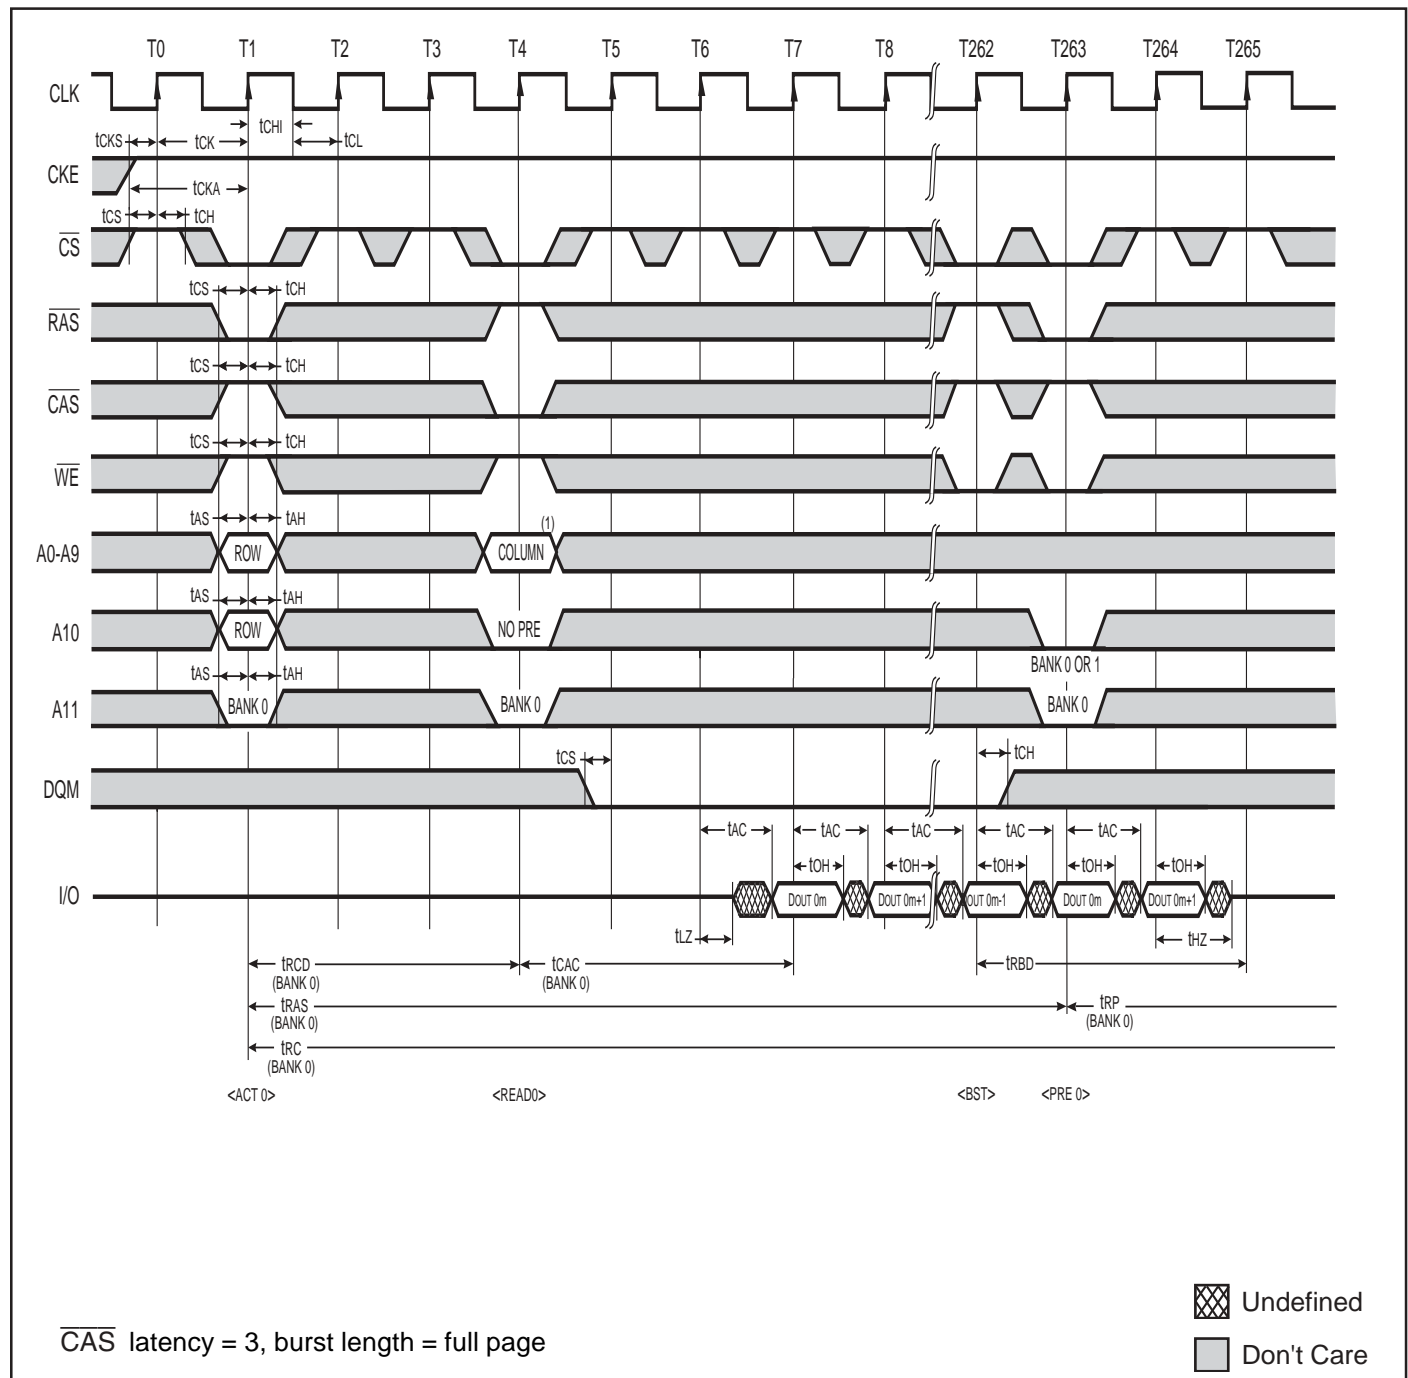 T0 T1 T2 T3 T4 T5 T6 T7 T8 T262 T263 T264 T265
CLK
tCHI
tCKS tCK tCL
CKE
tCKA
tCS tCH
CS
tCS tCH
RAS
tCS tCH
CAS
tCS tCH
WE
tAS tAH
(1)
A0-A9 ROW COLUMN
tAS tAH
A10 ROW NO PRE
BANK 0 OR 1
tAS tAH
A11 BANK 0 BANK 0 BANK 0
tCS tCH
DQM
tAC tAC tAC tAC tAC
tOH tOH tOH tOH tOH
I/O DOUT 0m DOUT 0m+1 OUT 0m-1 DOUT 0m DOUT 0m+1
tLZ tHZ
tRCD tCAC tRBD
(BANK 0) (BANK 0)
tRAS tRP
(BANK 0) (BANK 0)
tRC
(BANK 0)
<ACT 0> <READ0> <BST> <PRE 0>
Undefined
CAS latency = 3, burst length = full page
Don't Care